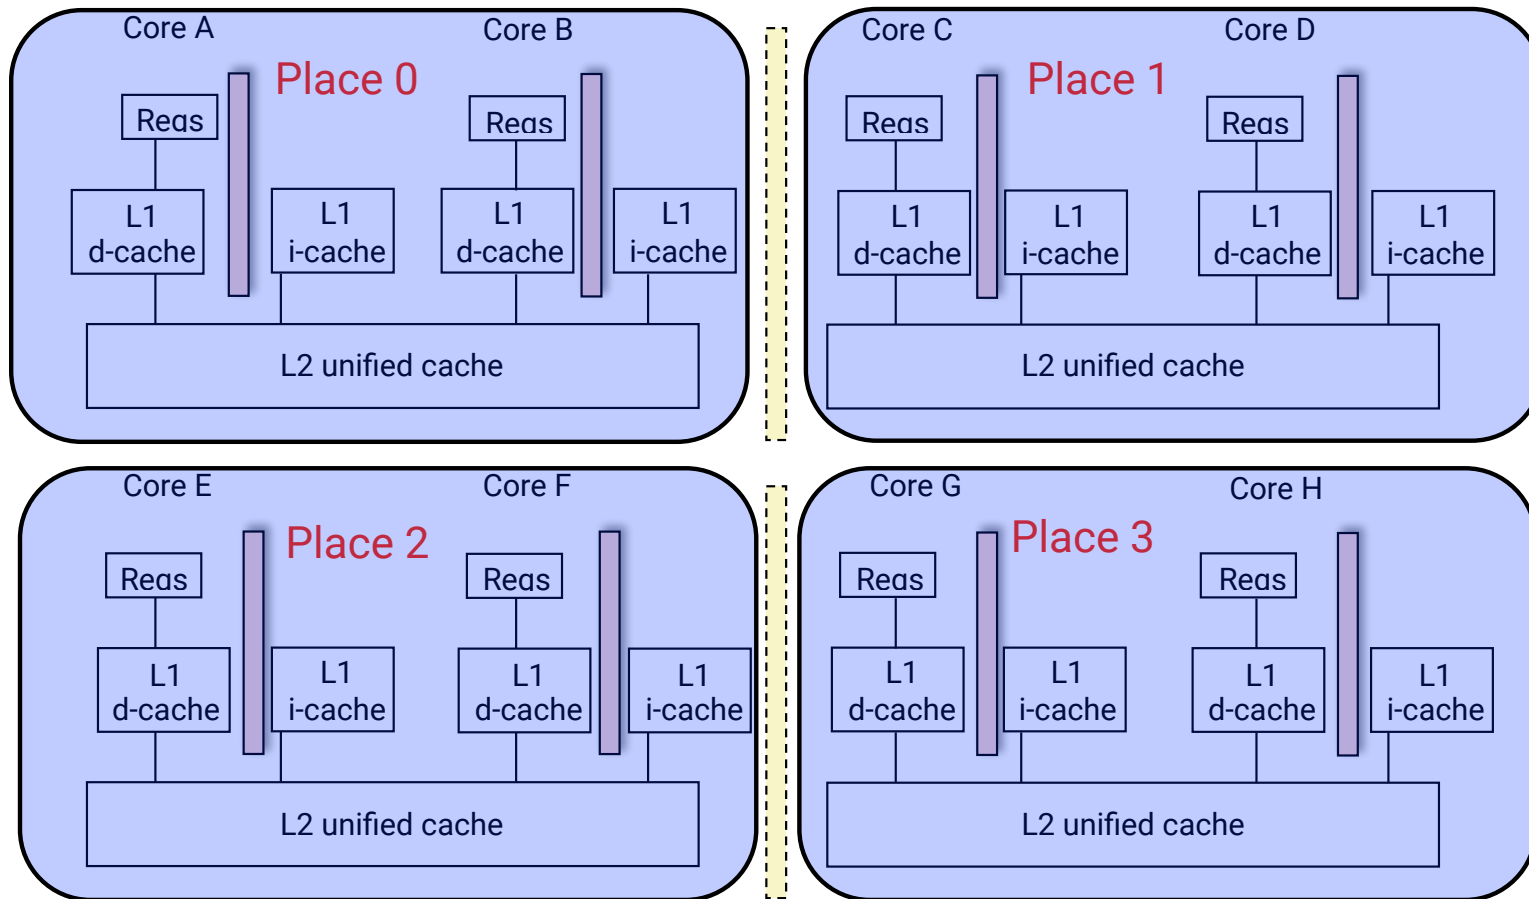 Core A
Core B
Place 0
Regs
Regs
L1
d-cache
L1
i-cache
L1
d-cache
L1
i-cache
L2 unified cache
Core C
Core D
Place 1
Regs
Regs
L1
d-cache
L1
i-cache
L1
d-cache
L1
i-cache
L2 unified cache
Core E
Core F
Place 2
Regs
Regs
L1
d-cache
L1
i-cache
L1
d-cache
L1
i-cache
L2 unified cache
Core G
Core H
Place 3
Regs
Regs
L1
d-cache
L1
i-cache
L1
d-cache
L1
i-cache
L2 unified cache